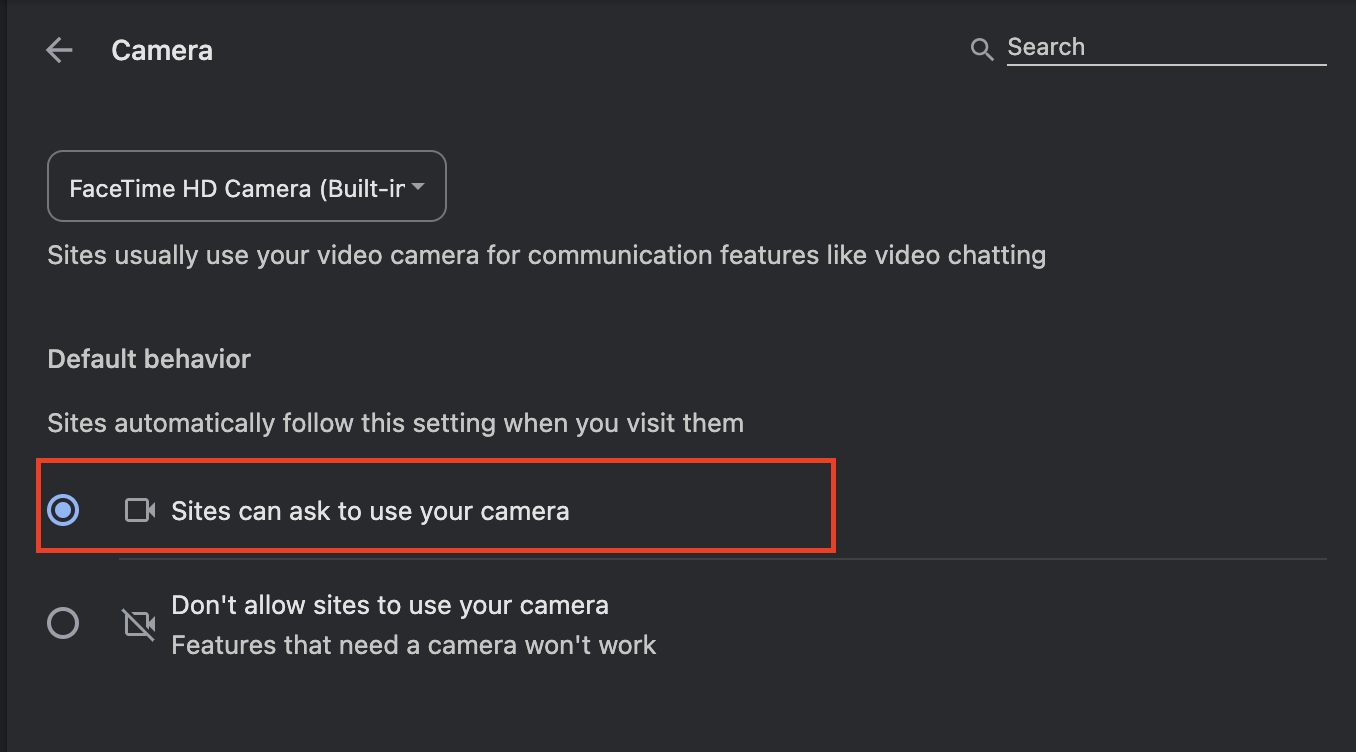 Camera
Search
FaceTime HD Camera (Built-in
Sites usually use your video camera for communication features like video chatting
Default behavior
Sites automatically follow this setting when you visit them
Sites can ask to use your camera
Don't allow sites to use your camera
Features that need a camera won't work